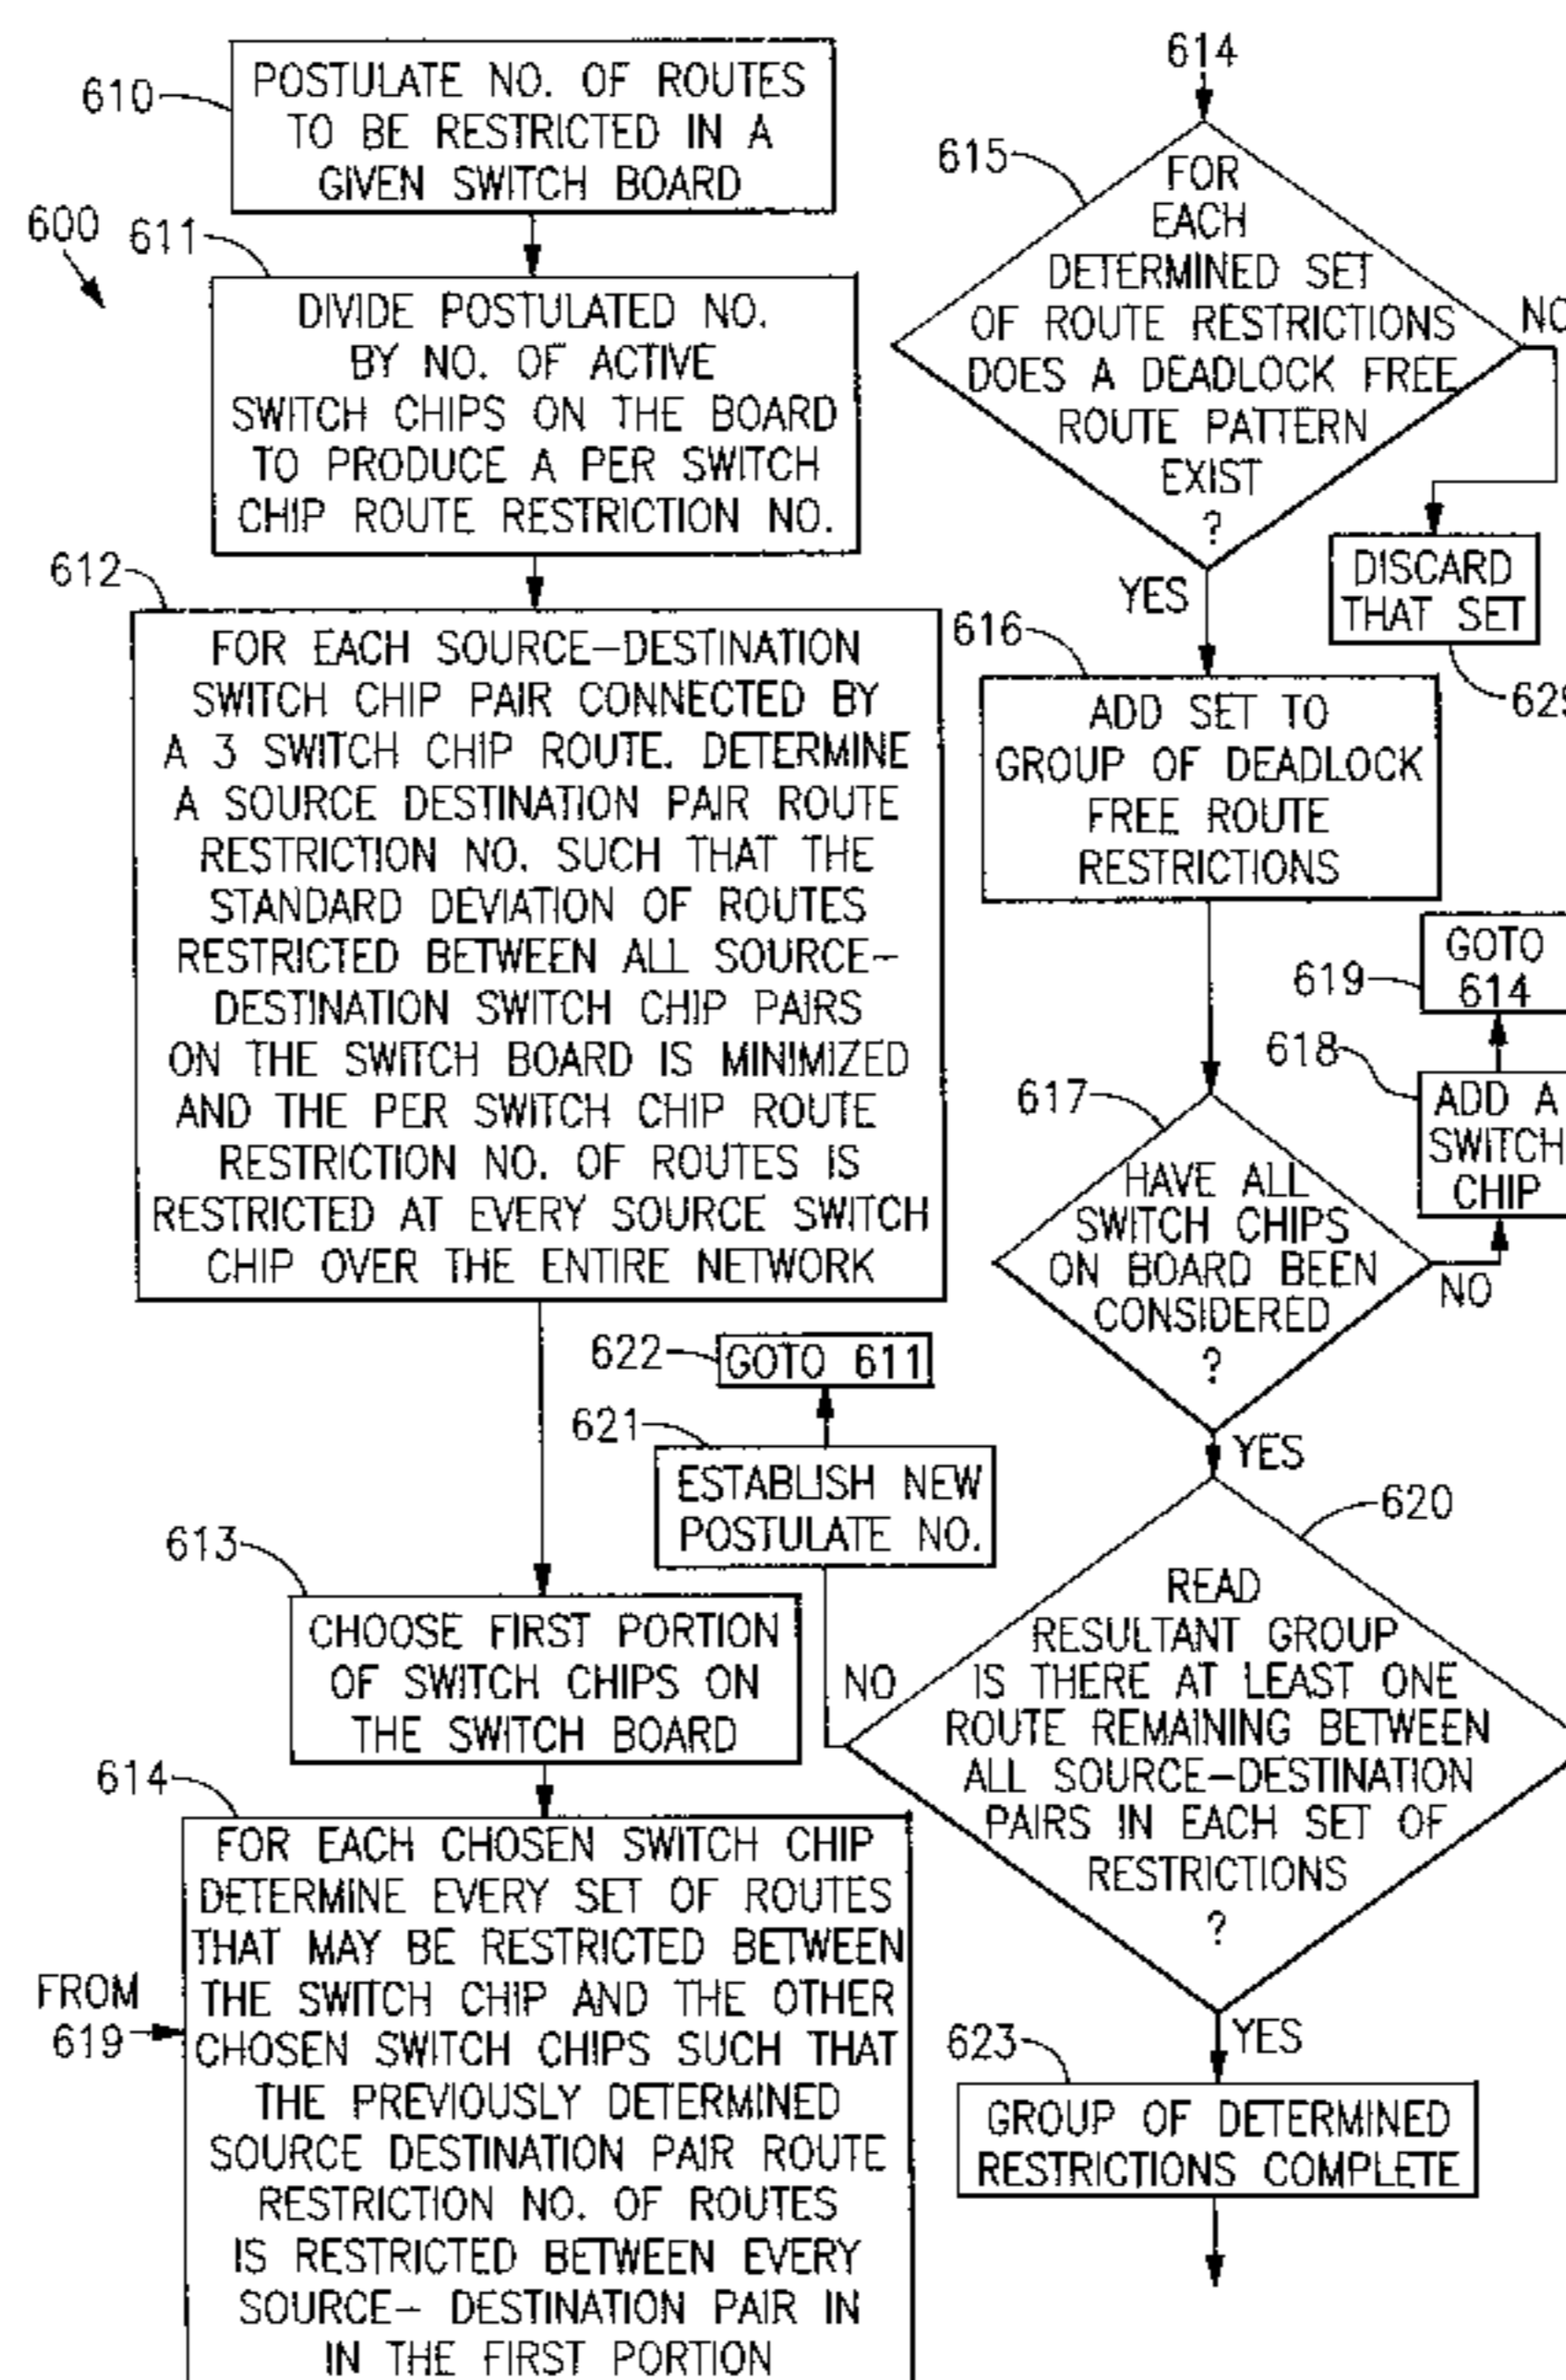 610
POSTULATE NO. OF ROUTES
TO BE RESTRICTED IN A
GIVEN SWITCH BOARD
600
611
DIVIDE POSTULATED NO.
BY NO. OF ACTIVE
SWITCH CHIPS ON THE BOARD
TO PRODUCE A PER SWITCH
CHIP ROUTE RESTRICTION NO.
612
FOR EACH SOURCE-DESTINATION
SWITCH CHIP PAIR CONNECTED BY
A 3 SWITCH CHIP ROUTE. DETERMINE
A SOURCE DESTINATION PAIR ROUTE
RESTRICTION NO. SUCH THAT THE
STANDARD DEVIATION OF ROUTES
RESTRICTED BETWEEN ALL SOURCE-
DESTINATION SWITCH CHIP PAIRS
ON THE SWITCH BOARD IS MINIMIZED
AND THE PER SWITCH CHIP ROUTE
RESTRICTION NO. OF ROUTES IS
RESTRICTED AT EVERY SOURCE SWITCH
CHIP OVER THE ENTIRE NETWORK
613
CHOOSE FIRST PORTION
OF SWITCH CHIPS ON
THE SWITCH BOARD
614
FOR EACH CHOSEN SWITCH CHIP
DETERMINE EVERY SET OF ROUTES
THAT MAY BE RESTRICTED BETWEEN
THE SWITCH CHIP AND THE OTHER
CHOSEN SWITCH CHIPS SUCH THAT
THE PREVIOUSLY DETERMINED
SOURCE DESTINATION PAIR ROUTE
RESTRICTION NO. OF ROUTES
IS RESTRICTED BETWEEN EVERY
SOURCE- DESTINATION PAIR IN
IN THE FIRST PORTION
FROM
619
614
615
FOR
EACH
DETERMINED SET
OF ROUTE RESTRICTIONS
DOES A DEADLOCK FREE
ROUTE PATTERN
EXIST
?
NO
DISCARD
THAT SET
629
YES
616
ADD SET TO
GROUP OF DEADLOCK
FREE ROUTE
RESTRICTIONS
619
GOTO
614
618
ADD A
SWITCH
CHIP
617
HAVE ALL
SWITCH CHIPS
ON BOARD BEEN
CONSIDERED
?
NO
YES
622
GOTO 611
621
ESTABLISH NEW
POSTULATE NO.
NO
620
READ
RESULTANT GROUP
IS THERE AT LEAST ONE
ROUTE REMAINING BETWEEN
ALL SOURCE-DESTINATION
PAIRS IN EACH SET OF
RESTRICTIONS
?
YES
623
GROUP OF DETERMINED
RESTRICTIONS COMPLETE